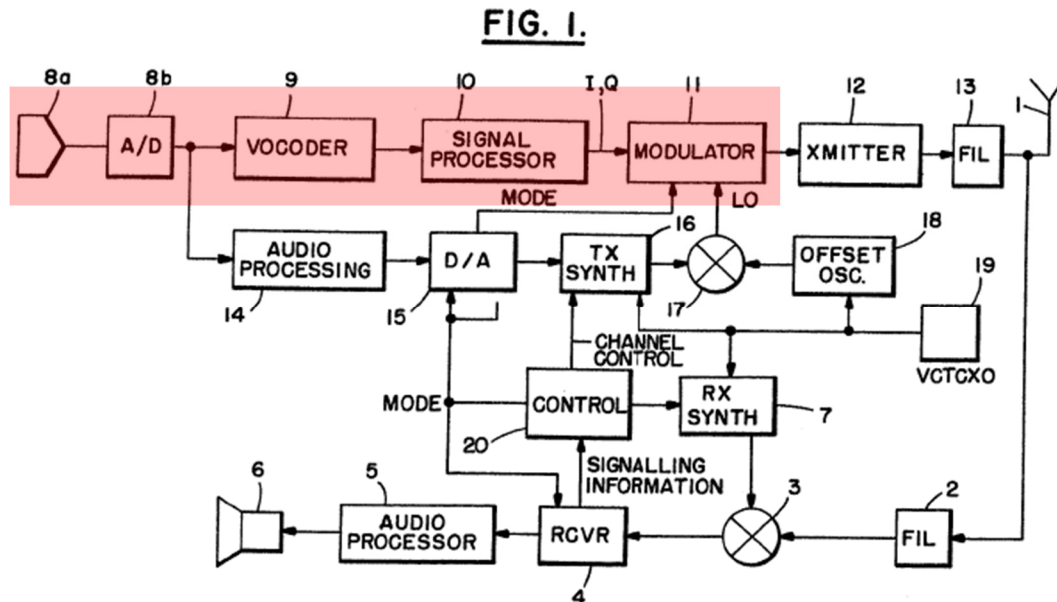 FIG. 1.
8a 8b 9 10 I,Q 11 12 13 1
A/D
VOCODER
SIGNAL
PROCESSOR
MODULATOR
XMITTER
FIL
MODE
LO
16
18
AUDIO
PROCESSING
D/A
TX
SYNTH
OFFSET
OSC.
19
14
15
17
CHANNEL
CONTROL
VCTCXO
MODE
CONTROL
RX
SYNTH
7
20
SIGNALLING
INFORMATION
6
5
3
2
AUDIO
PROCESSOR
RCVR
FIL
4